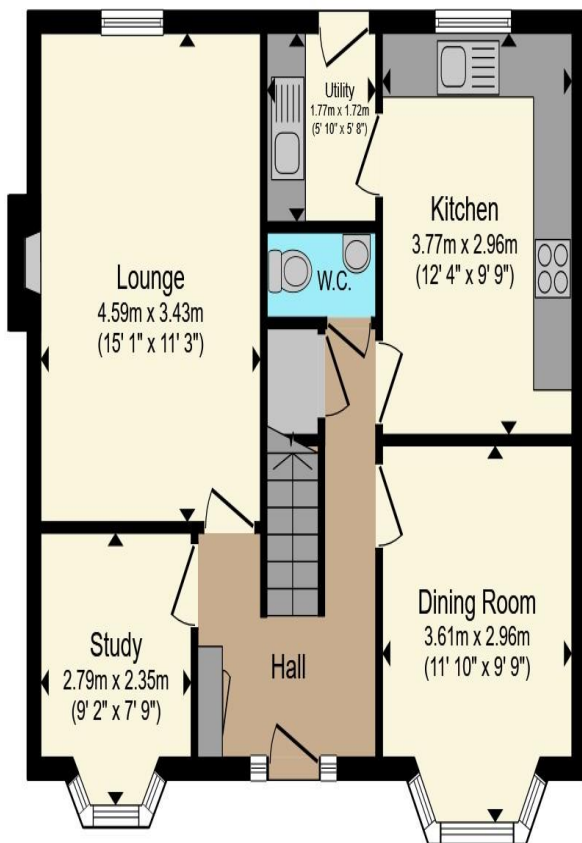 Utility
1.77m x 1.72m
(5' 10" x 5' 8")
Kitchen
3.77m x 2.96m
(12' 4" x 9' 9")
Lounge
4.59m x 3.43m
(15' 1" x 11' 3")
W.C.
Dining Room
3.61m x 2.96m
(11' 10" x 9' 9")
Study
2.79m x 2.35m
(9' 2" x 7' 9")
Hall